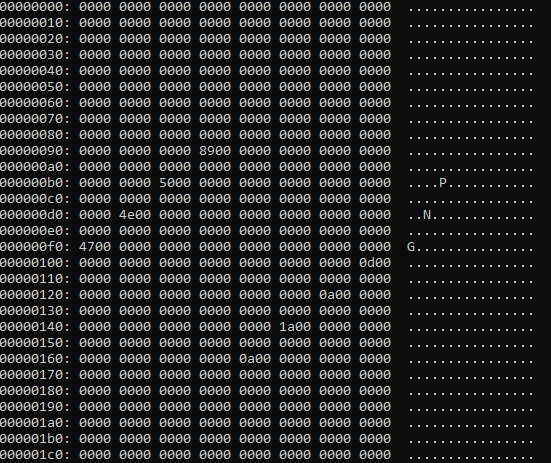 00000000: 0000 0000 0000 0000 0000 0000 0000 0000  ................
00000010: 0000 0000 0000 0000 0000 0000 0000 0000  ................
00000020: 0000 0000 0000 0000 0000 0000 0000 0000  ................
00000030: 0000 0000 0000 0000 0000 0000 0000 0000  ................
00000040: 0000 0000 0000 0000 0000 0000 0000 0000  ................
00000050: 0000 0000 0000 0000 0000 0000 0000 0000  ................
00000060: 0000 0000 0000 0000 0000 0000 0000 0000  ................
00000070: 0000 0000 0000 0000 0000 0000 0000 0000  ................
00000080: 0000 0000 0000 0000 0000 0000 0000 0000  ................
00000090: 0000 0000 0000 8900 0000 0000 0000 0000  ................
000000a0: 0000 0000 0000 0000 0000 0000 0000 0000  ................
000000b0: 0000 0000 5000 0000 0000 0000 0000 0000  ....P...........
000000c0: 0000 0000 0000 0000 0000 0000 0000 0000  ................
000000d0: 0000 4e00 0000 0000 0000 0000 0000 0000  ..N.............
000000e0: 0000 0000 0000 0000 0000 0000 0000 0000  ................
000000f0: 4700 0000 0000 0000 0000 0000 0000 0000  G...............
00000100: 0000 0000 0000 0000 0000 0000 0000 0d00  ................
00000110: 0000 0000 0000 0000 0000 0000 0000 0000  ................
00000120: 0000 0000 0000 0000 0000 0000 0a00 0000  ................
00000130: 0000 0000 0000 0000 0000 0000 0000 0000  ................
00000140: 0000 0000 0000 0000 0000 1a00 0000 0000  ................
00000150: 0000 0000 0000 0000 0000 0000 0000 0000  ................
00000160: 0000 0000 0000 0000 0a00 0000 0000 0000  ................
00000170: 0000 0000 0000 0000 0000 0000 0000 0000  ................
00000180: 0000 0000 0000 0000 0000 0000 0000 0000  ................
00000190: 0000 0000 0000 0000 0000 0000 0000 0000  ................
000001a0: 0000 0000 0000 0000 0000 0000 0000 0000  ................
000001b0: 0000 0000 0000 0000 0000 0000 0000 0000  ................
000001c0: 0000 0000 0000 0000 0000 0000 0000 0000  ................